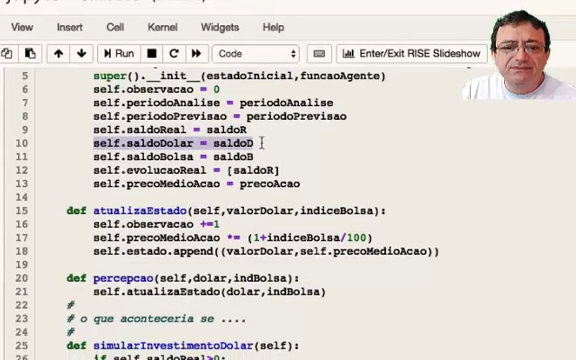 View Insert Cell Kernel Widgets Help
Run Code Enter/Exit RISE Slideshow
5 super().__init__(estadoInicial,funcaoAgente)
6 self.observacao = 0
7 self.periodoAnalise = periodoAnalise
8 self.periodoPrevisao = periodoPrevisao
9 self.saldoReal = saldoR
10 self.saldoDolar = saldoD
11 self.saldoBolsa = saldoB
12 self.evolucaoReal = [saldoR]
13 self.precoMedioAcao = precoAcao
14
15 def atualizaEstado(self,valorDolar,indiceBolsa):
16 self.observacao +=1
17 self.precoMedioAcao *= (1+indiceBolsa/100)
18 self.estado.append((valorDolar,self.precoMedioAcao))
19
20 def percepcao(self,dolar,indBolsa):
21 self.atualizaEstado(dolar,indBolsa)
22 #
23 # o que aconteceria se ....
24 #
25 def simularInvestimentoDolar(self):
26 if self.saldoReal>0: